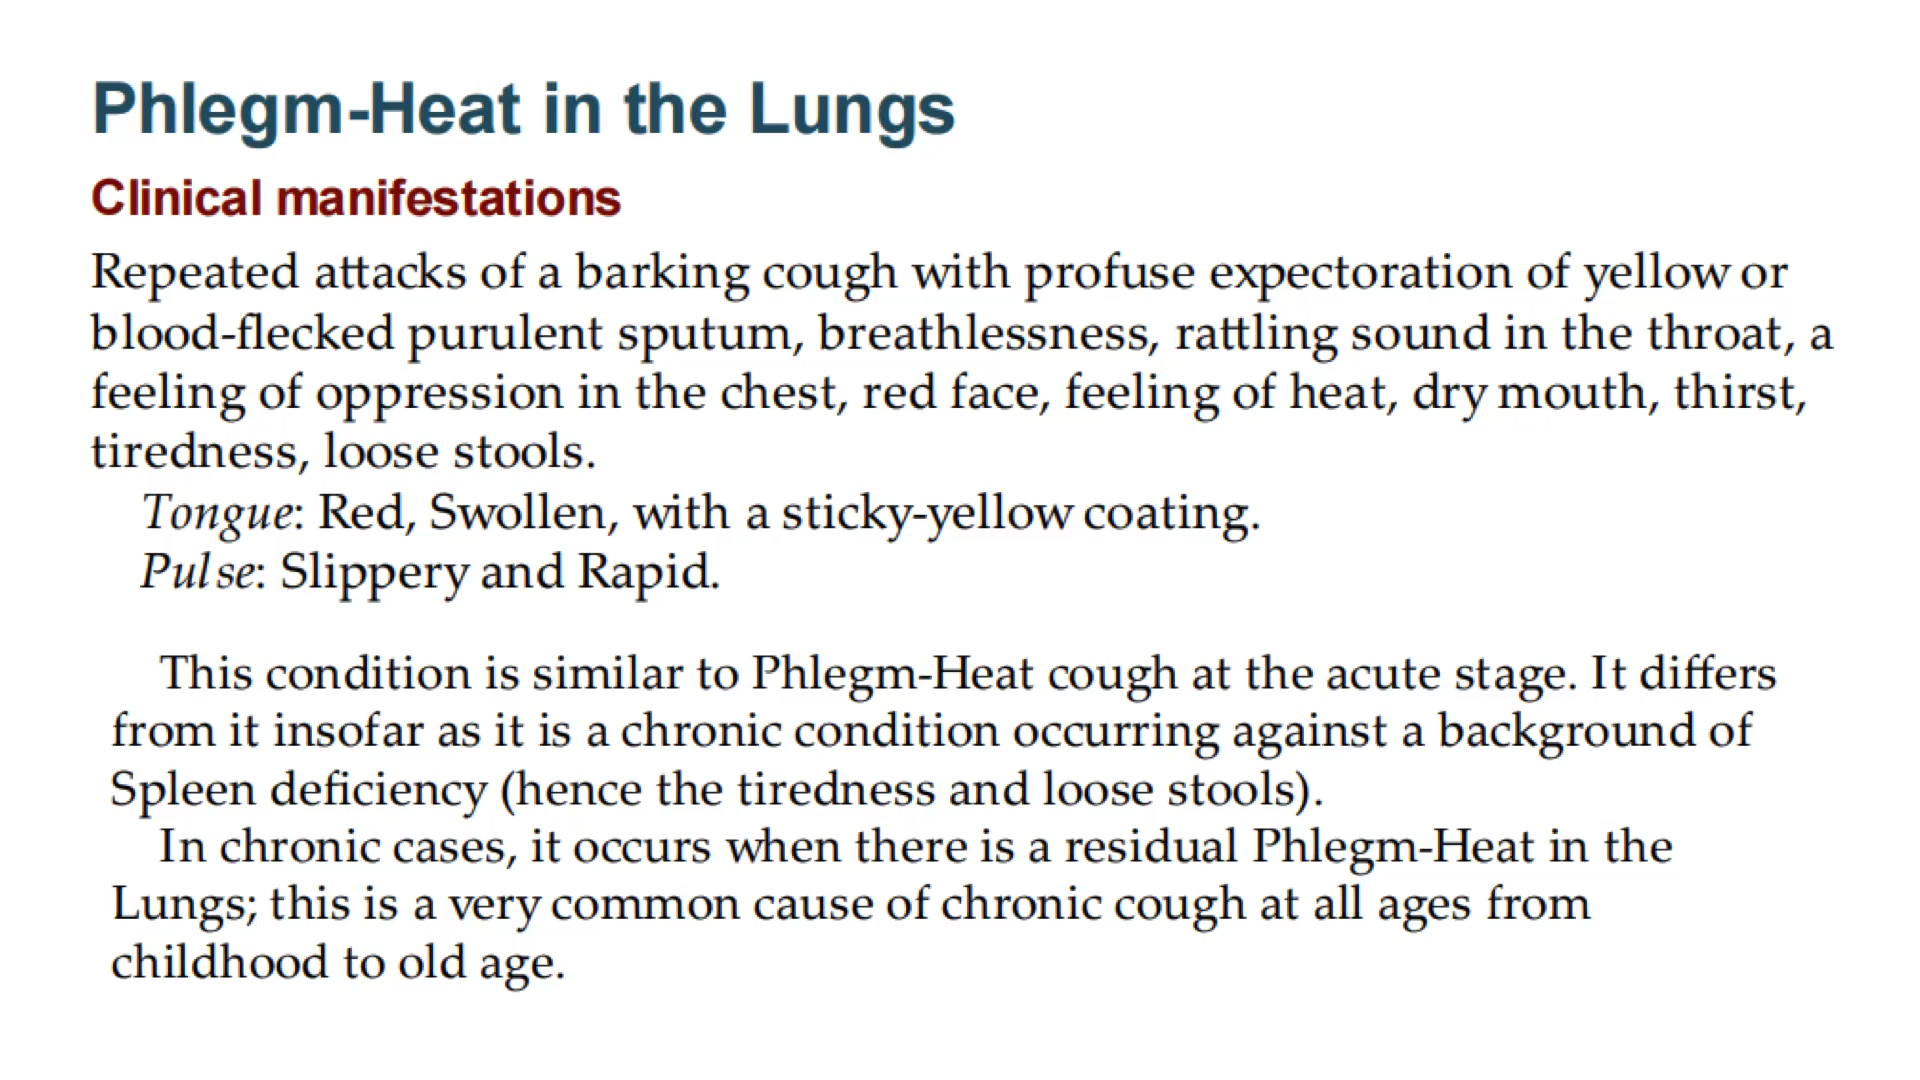 Phlegm-Heat in the Lungs
Clinical manifestations
Repeated attacks of a barking cough with profuse expectoration of yellow or
blood-flecked purulent sputum, breathlessness, rattling sound in the throat, a
feeling of oppression in the chest, red face, feeling of heat, dry mouth, thirst,
tiredness, loose stools.
Tongue: Red, Swollen, with a sticky-yellow coating.
Pulse: Slippery and Rapid.
This condition is similar to Phlegm-Heat cough at the acute stage. It differs
from it insofar as it is a chronic condition occurring against a background of
Spleen deficiency (hence the tiredness and loose stools).
In chronic cases, it occurs when there is a residual Phlegm-Heat in the
Lungs; this is a very common cause of chronic cough at all ages from
childhood to old age.